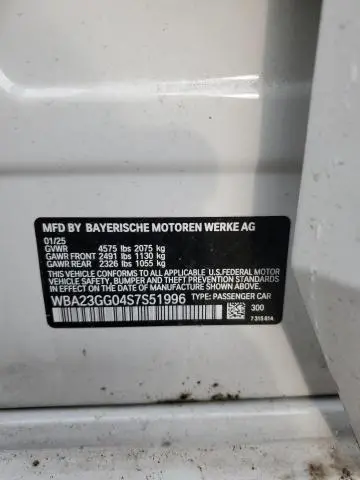 MFD BY BAYERISCHE MOTOREN WERKE AG
01/25
GVWR 4575 lbs 2075 kg
GAWR FRONT 2491 lbs 1130 kg
GAWR REAR 2326 lbs 1055 kg
THIS CAR CONFORMS TO ALL APPLICABLE U.S.FEDERAL MOTOR
VEHICLE SAFETY, BUMPER, AND THEFT PREVENTION STANDARDS
IN EFFECT ON THE DATE OF MANUFACTURE SHOWN ABOVE.
WBA23GG04S7S51996 TYPE: PASSENGER CAR
300
7 315 614